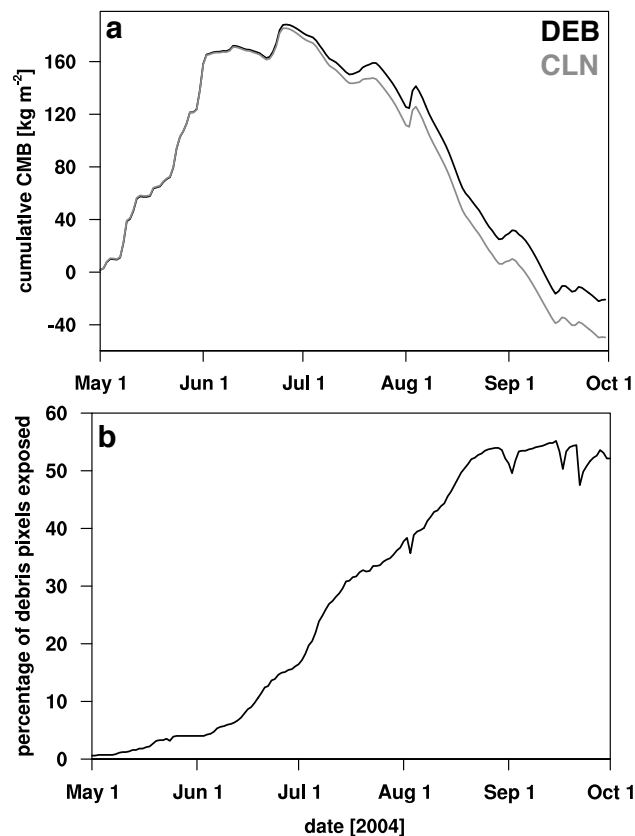 a
DEB
CLN
cumulative CMB [kg m⁻²]
160
120
80
40
0
-40
May 1 Jun 1 Jul 1 Aug 1 Sep 1 Oct 1
b
percentage of debris pixels exposed
60
50
40
30
20
10
0
May 1 Jun 1 Jul 1 Aug 1 Sep 1 Oct 1
date [2004]